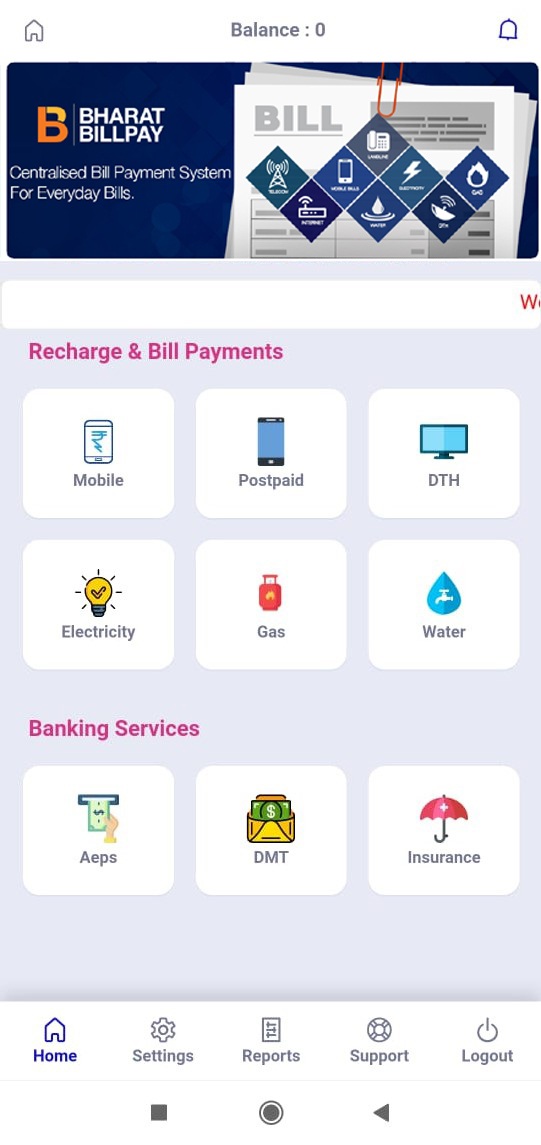 Balance : 0
BHARAT
BILLPAY
Centralised Bill Payment System
For Everyday Bills.
BILL
LANDLINE
TELECOM
MOBILE BILLS
ELECTRICITY
GAS
INTERNET
WATER
DTH
We
Recharge & Bill Payments
Mobile
Postpaid
DTH
Electricity
Gas
Water
Banking Services
Aeps
DMT
Insurance
Home
Settings
Reports
Support
Logout